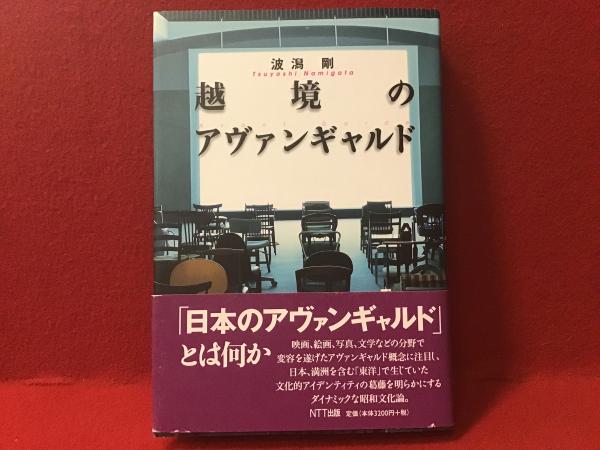 波潟 剛
Tsuyoshi Namigata
越境の
アヴァンギャルド
「日本のアヴァンギャルド」
とは何か
映画、絵画、写真、文学などの分野で
変容を遂げたアヴァンギャルド概念に注目し、
日本、満洲を含む「東洋」で生じていた
文化的アイデンティティの葛藤を明らかにする
ダイナミックな昭和文化論。
NTT出版 定価(本体3200円+税)